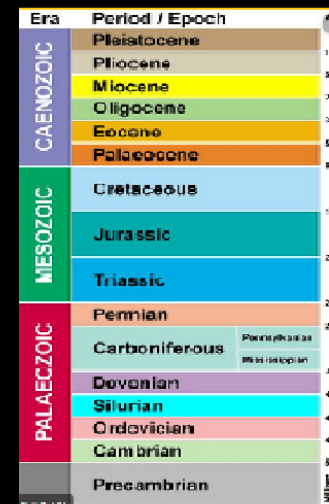 Era Period / Epoch
CAENOZOIC
Pleistocene
Pliocene
Miocene
Oligocene
Eocene
Palaeocene
MESOZOIC
Cretaceous
Jurassic
Triassic
PALAECZOIC
Permian
Carboniferous
Pennsylvanian
Mississippian
Devonian
Silurian
Ordovician
Cambrian
Precambrian